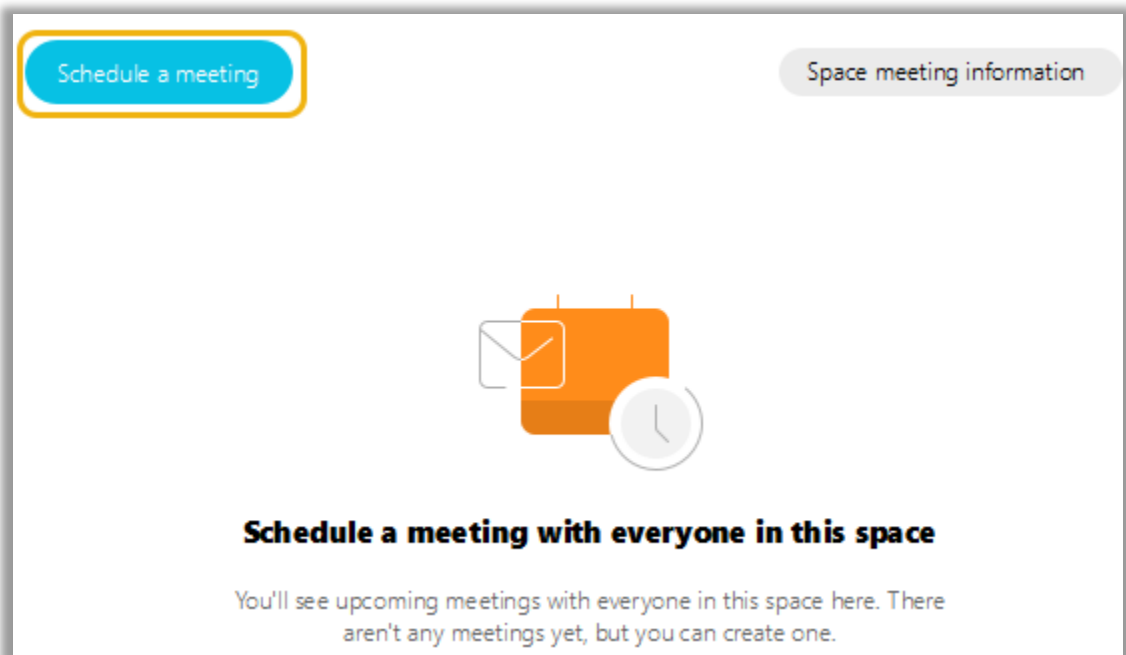 Schedule a meeting
Space meeting information
Schedule a meeting with everyone in this space
You'll see upcoming meetings with everyone in this space here. There
aren't any meetings yet, but you can create one.